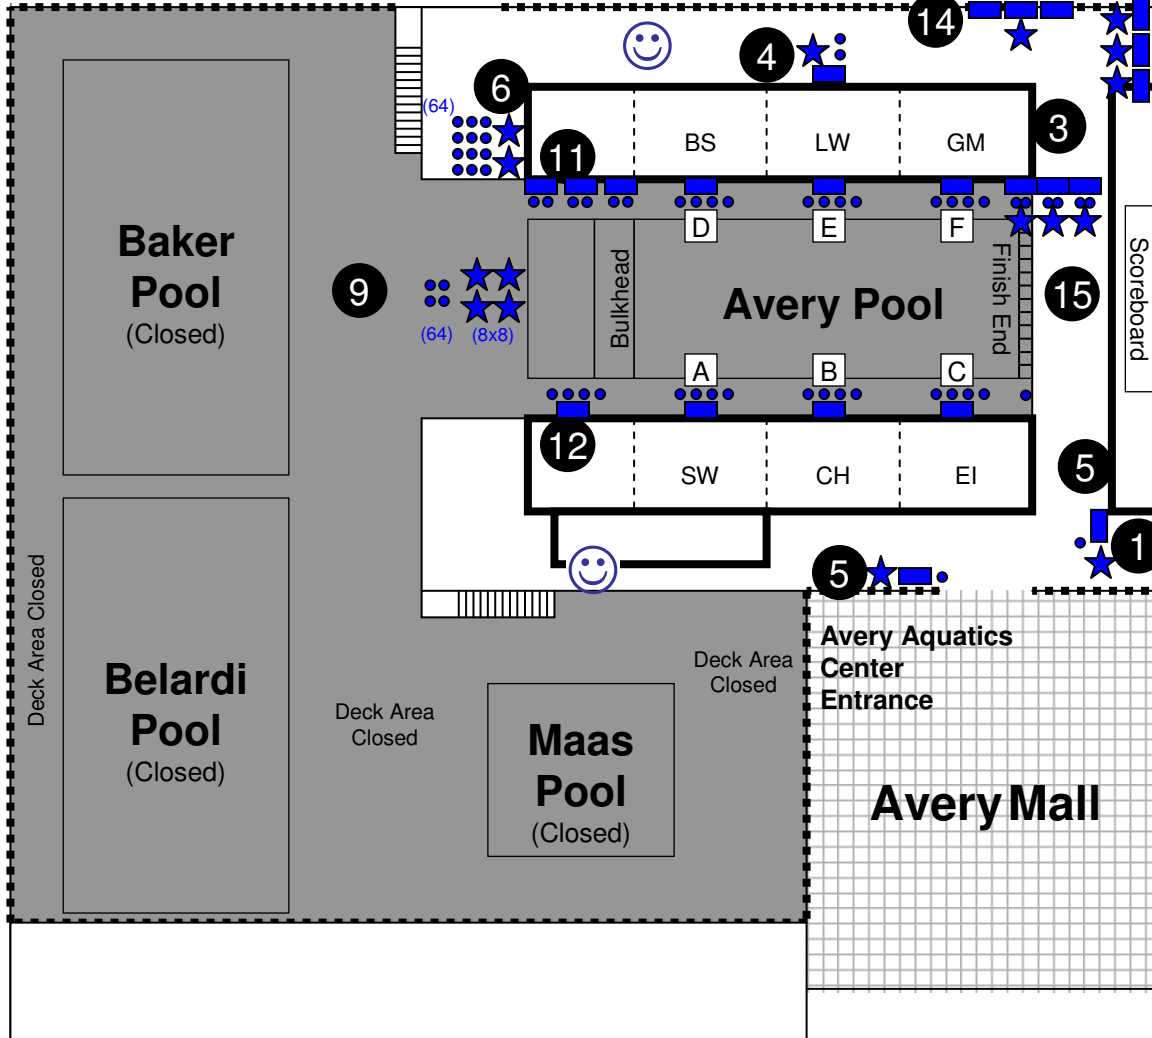 14
4
6
(64)
BS
LW
GM
3
11
D
E
F
Baker
Pool
(Closed)
9
(64)
(8x8)
Bulkhead
Avery Pool
Finish End
15
Scoreboard
A
B
C
12
SW
CH
EI
5
1
5
Deck Area Closed
Belardi
Pool
(Closed)
Deck Area
Closed
Deck Area
Closed
Maas
Pool
(Closed)
Avery Aquatics
Center
Entrance
Avery Mall